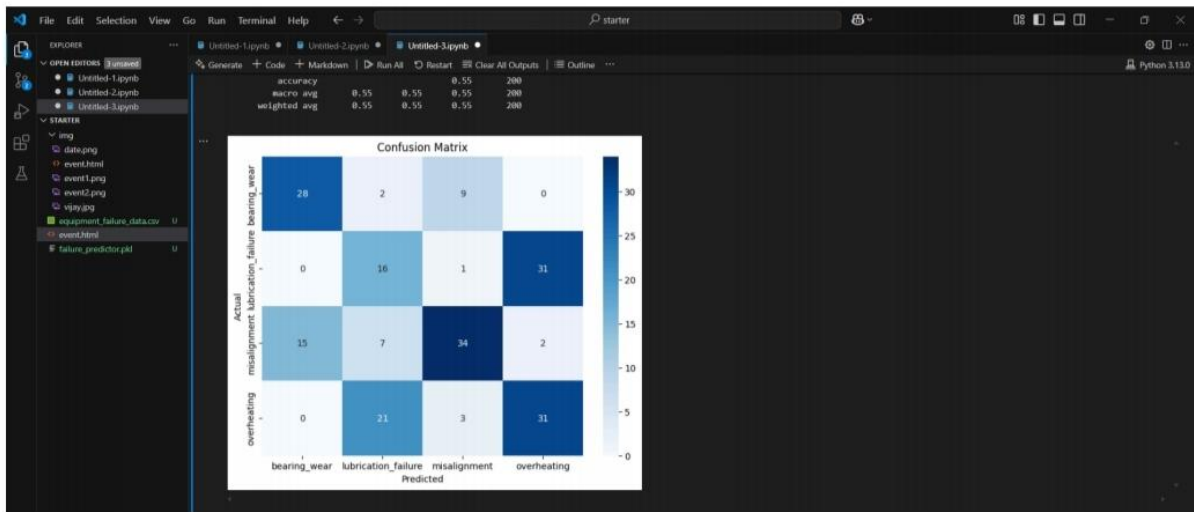 File Edit Selection View Go Run Terminal Help
starter
EXPLORER
Untitled-1.ipynb
Untitled-2.ipynb
Untitled-3.ipynb
OPEN EDITORS 3 unsaved
Generate + Code + Markdown Run All Restart Clear All Outputs Outline ...
Python 3.13.0
Untitled-1.ipynb
Untitled-2.ipynb
Untitled-3.ipynb
STARTER
img
date.png
event.html
event1.png
event2.png
vijay.jpg
equipment_failure_data.csv U
event.html
failure_predictor.pkl U
accuracy 0.55 200
macro avg 0.55 0.55 0.55 200
weighted avg 0.55 0.55 0.55 200
Confusion Matrix
Actual
bearing_wear 28 2 9 0
lubrication_failure 0 16 1 31
misalignment 15 7 34 2
overheating 0 21 3 31
bearing_wear lubrication_failure misalignment overheating
Predicted
30
25
20
15
10
5
0